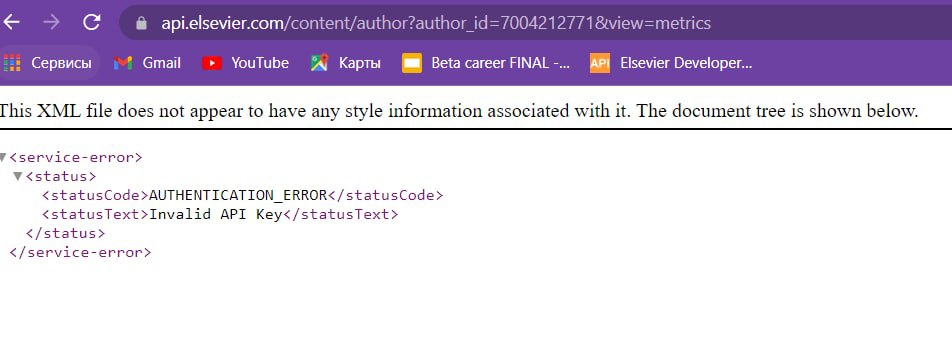 api.elsevier.com/content/author?author_id=7004212771&view=metrics
Сервисы Gmail YouTube Карты Beta career FINAL -... API Elsevier Developer...
This XML file does not appear to have any style information associated with it. The document tree is shown below.
<service-error>
<status>
<statusCode>AUTHENTICATION_ERROR</statusCode>
<statusText>Invalid API Key</statusText>
</status>
</service-error>